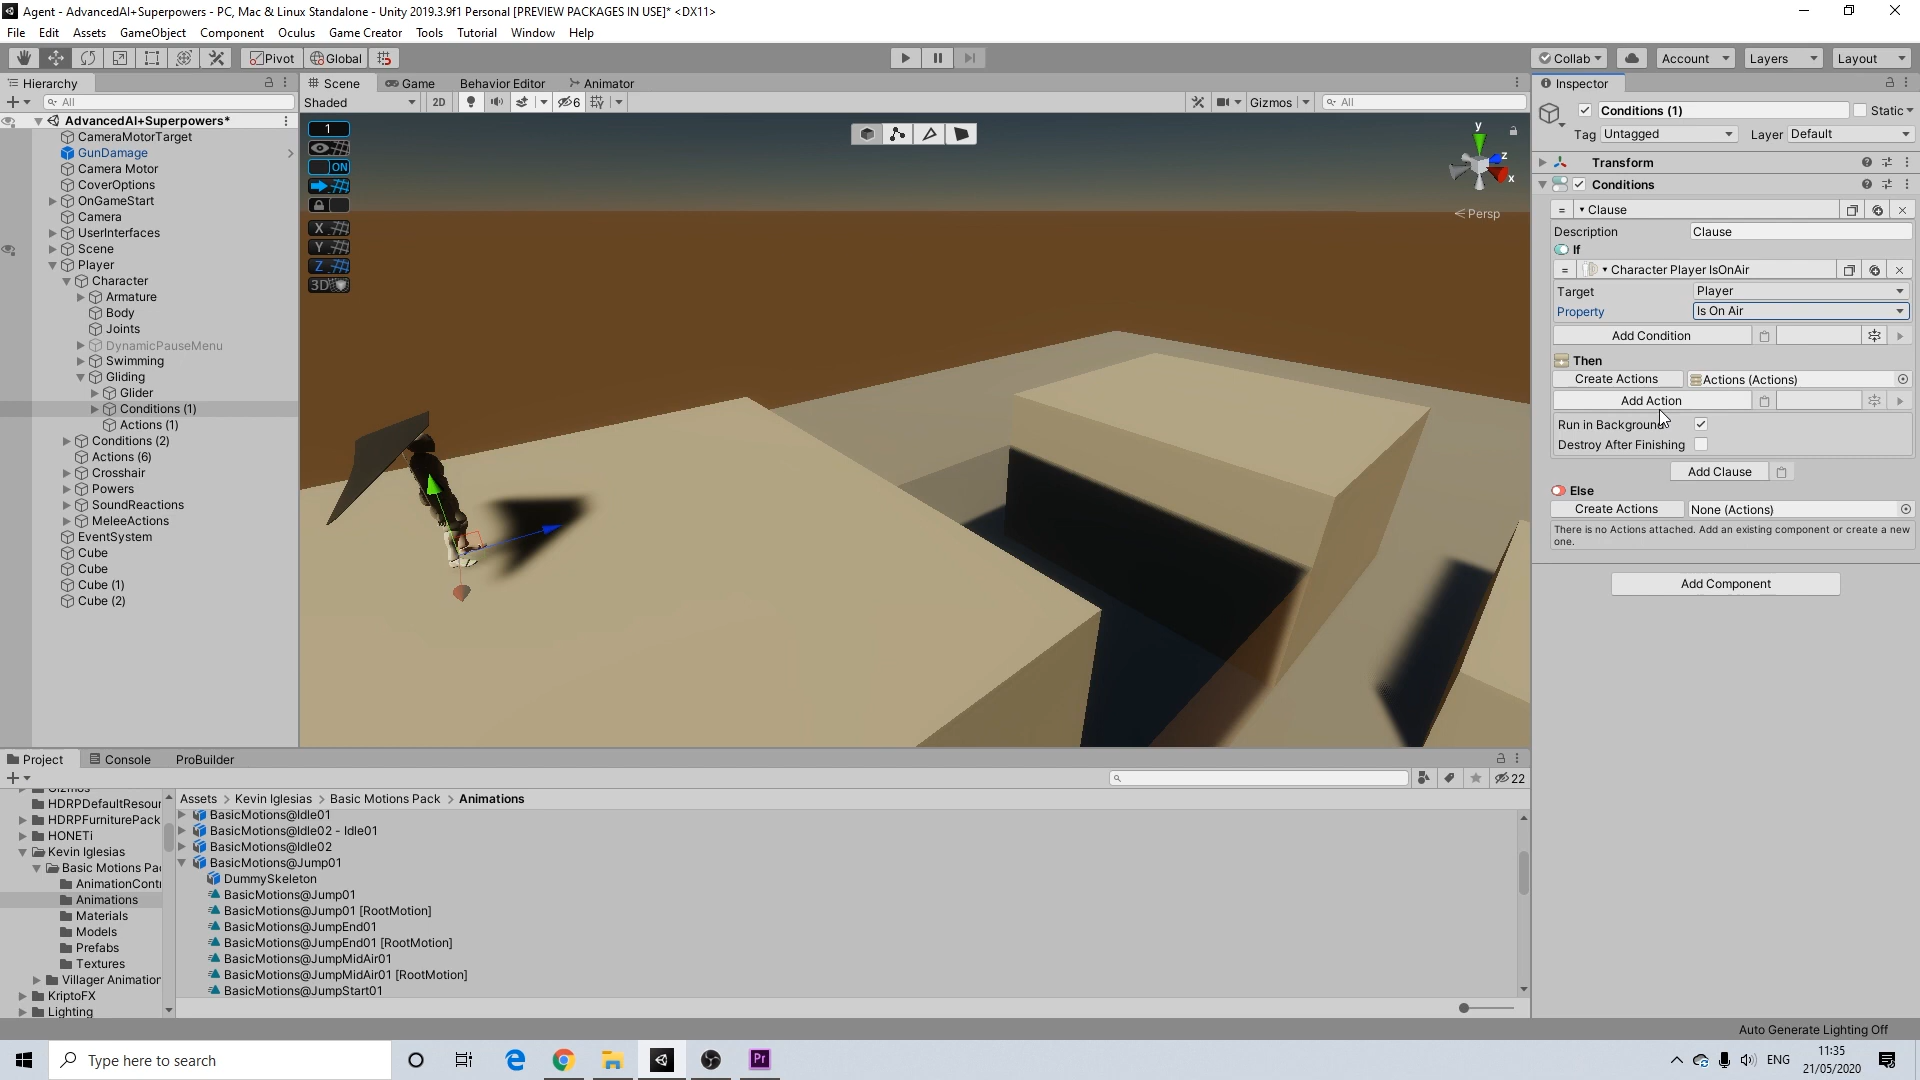 Agent - AdvancedAI+Superpowers - PC, Mac & Linux Standalone - Unity 2019.3.9f1 Personal [PREVIEW PACKAGES IN USE]* <DX11>
File Edit Assets GameObject Component Oculus Game Creator Tools Tutorial Window Help
Pivot Global Collab Account Layers Layout
Hierarchy
All
AdvancedAI+Superpowers*
CameraMotorTarget
GunDamage
Camera Motor
CoverOptions
OnGameStart
Camera
UserInterfaces
Scene
Player
Character
Armature
Body
Joints
DynamicPauseMenu
Swimming
Gliding
Glider
Conditions (1)
Actions (1)
Conditions (2)
Actions (6)
Crosshair
Powers
SoundReactions
MeleeActions
EventSystem
Cube
Cube
Cube (1)
Cube (2)
Scene Game Behavior Editor Animator
Shaded 2D 6 Gizmos All
1
ON
X
Y
Z
3D
y
z
x
Persp
Inspector
Conditions (1) Static
Tag Untagged Layer Default
Transform
Conditions
= Clause
Description Clause
If
= Character Player IsOnAir
Target Player
Property Is On Air
Add Condition
Then
Create Actions Actions (Actions)
Add Action
Run in Background
Destroy After Finishing
Add Clause
Else
Create Actions None (Actions)
There is no Actions attached. Add an existing component or create a new
one.
Add Component
Project Console ProBuilder
22
Gizmos
HDRPDefaultResour
HDRPFurniturePack
HONETi
Kevin Iglesias
Basic Motions Pac
AnimationContr
Animations
Materials
Models
Prefabs
Textures
Villager Animation
KriptoFX
Lighting
Assets > Kevin Iglesias > Basic Motions Pack > Animations
BasicMotions@Idle01
BasicMotions@Idle02 - Idle01
BasicMotions@Idle02
BasicMotions@Jump01
DummySkeleton
BasicMotions@Jump01
BasicMotions@Jump01 [RootMotion]
BasicMotions@JumpEnd01
BasicMotions@JumpEnd01 [RootMotion]
BasicMotions@JumpMidAir01
BasicMotions@JumpMidAir01 [RootMotion]
BasicMotions@JumpStart01
Auto Generate Lighting Off
Type here to search
Pr
ENG
11:35
21/05/2020